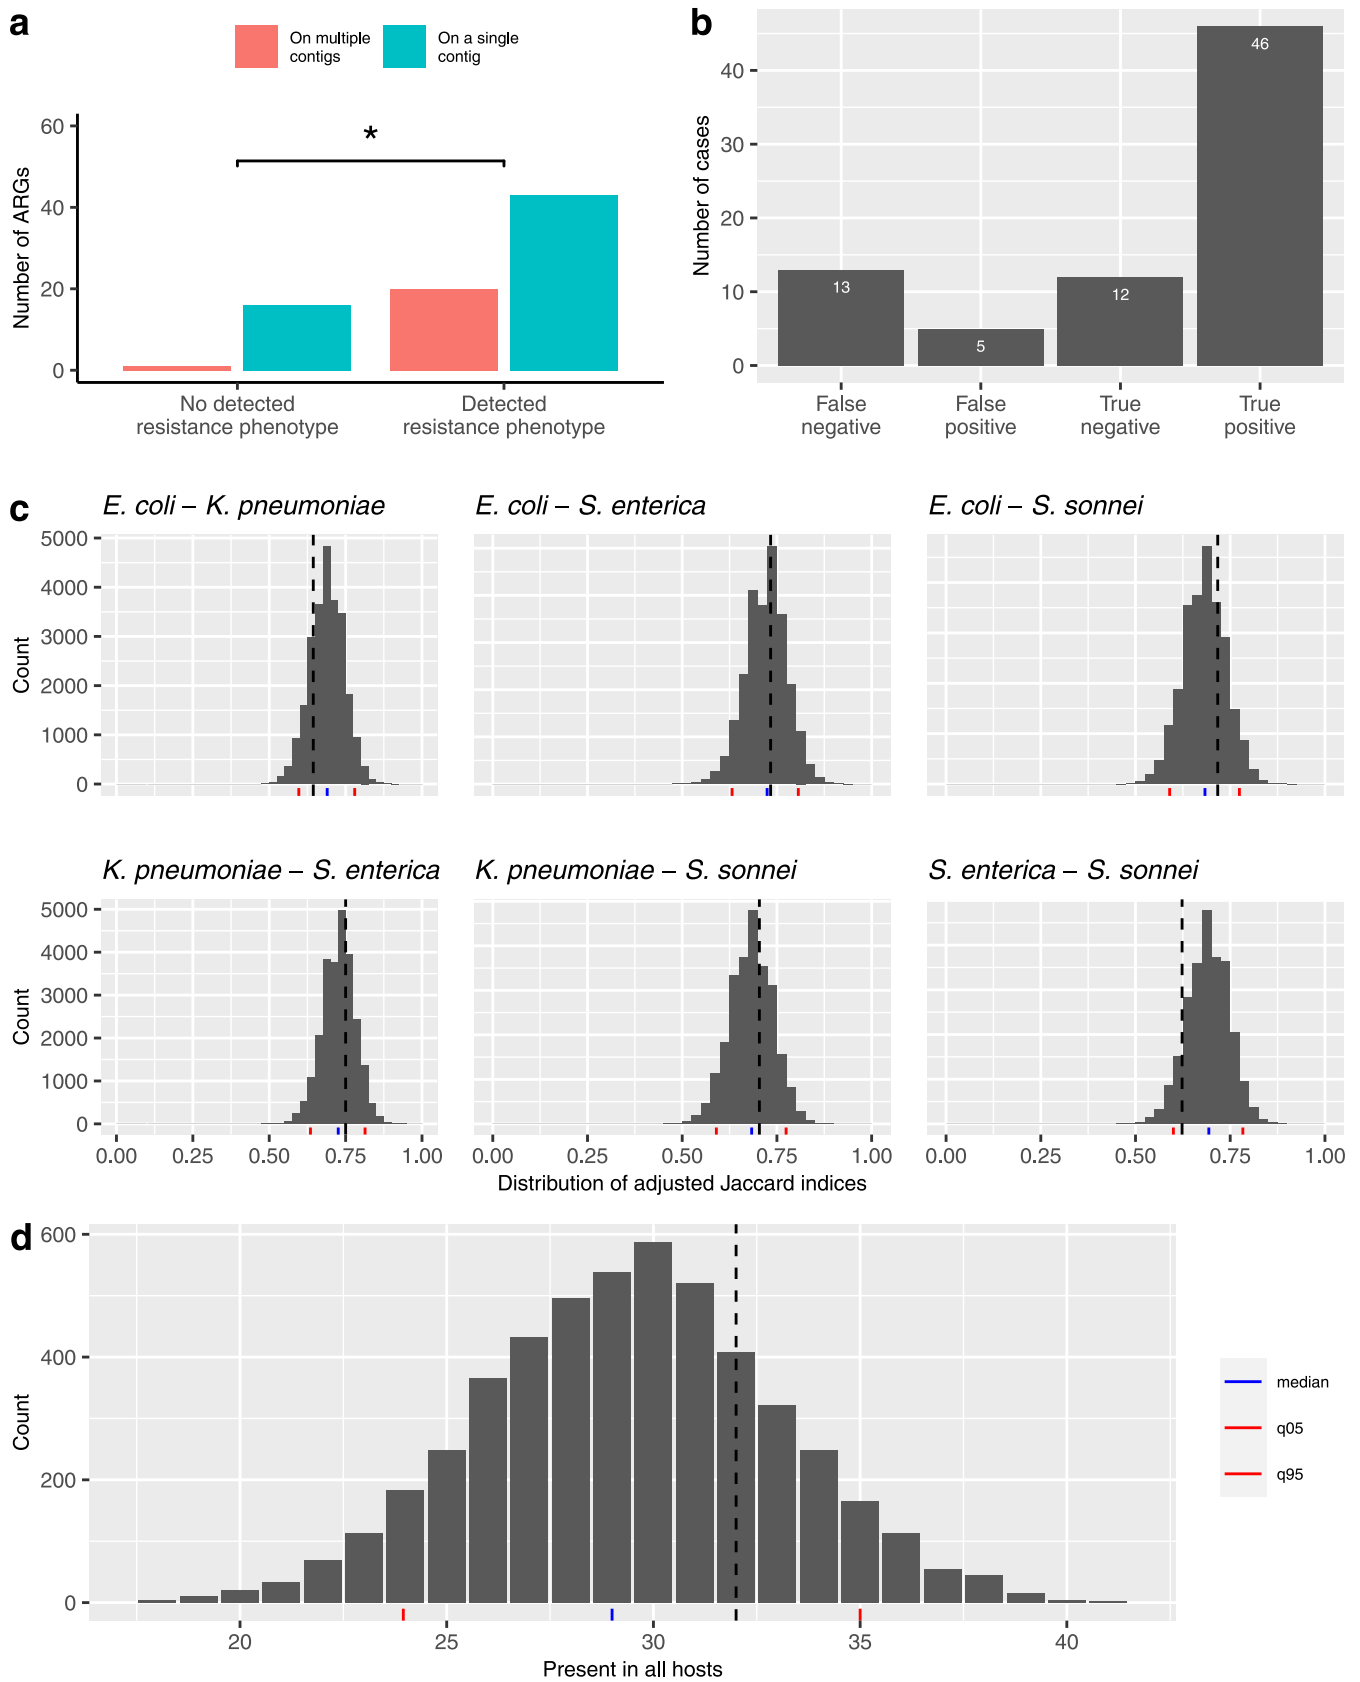 a
On multiple
contigs
On a single
contig
Number of ARGs
60
40
20
0
*
No detected
resistance phenotype
Detected
resistance phenotype
b
Number of cases
40
30
20
10
0
13
5
12
46
False
negative
False
positive
True
negative
True
positive
c
E. coli – K. pneumoniae
E. coli – S. enterica
E. coli – S. sonnei
Count
5000
4000
3000
2000
1000
0
K. pneumoniae – S. enterica
K. pneumoniae – S. sonnei
S. enterica – S. sonnei
Count
5000
4000
3000
2000
1000
0
0.00 0.25 0.50 0.75 1.00
0.00 0.25 0.50 0.75 1.00
0.00 0.25 0.50 0.75 1.00
Distribution of adjusted Jaccard indices
d
Count
600
400
200
0
20 25 30 35 40
Present in all hosts
median
q05
q95